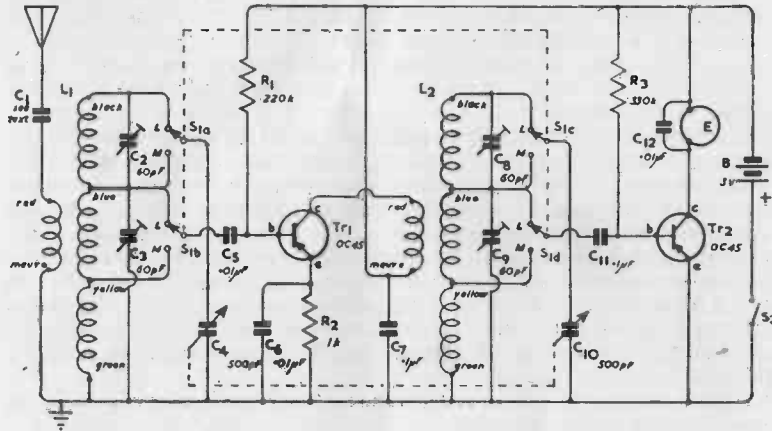 C1
see
text
red
mauve
L1
black
C2
60pF
L
M
S1a
blue
C3
60pF
L
M
S1b
yellow
green
C4
500pF
C5
·01μF
R1
220k
b
c
e
Tr1
OC45
C6
·01μF
R2
1k
red
mauve
C7
·1μF
L2
black
C8
60pF
L
M
S1c
blue
C9
60pF
L
M
S1d
yellow
green
C10
500pF
C11
·1μF
R3
330k
C12
·01μF
E
b
c
e
Tr2
OC45
B
3V
+